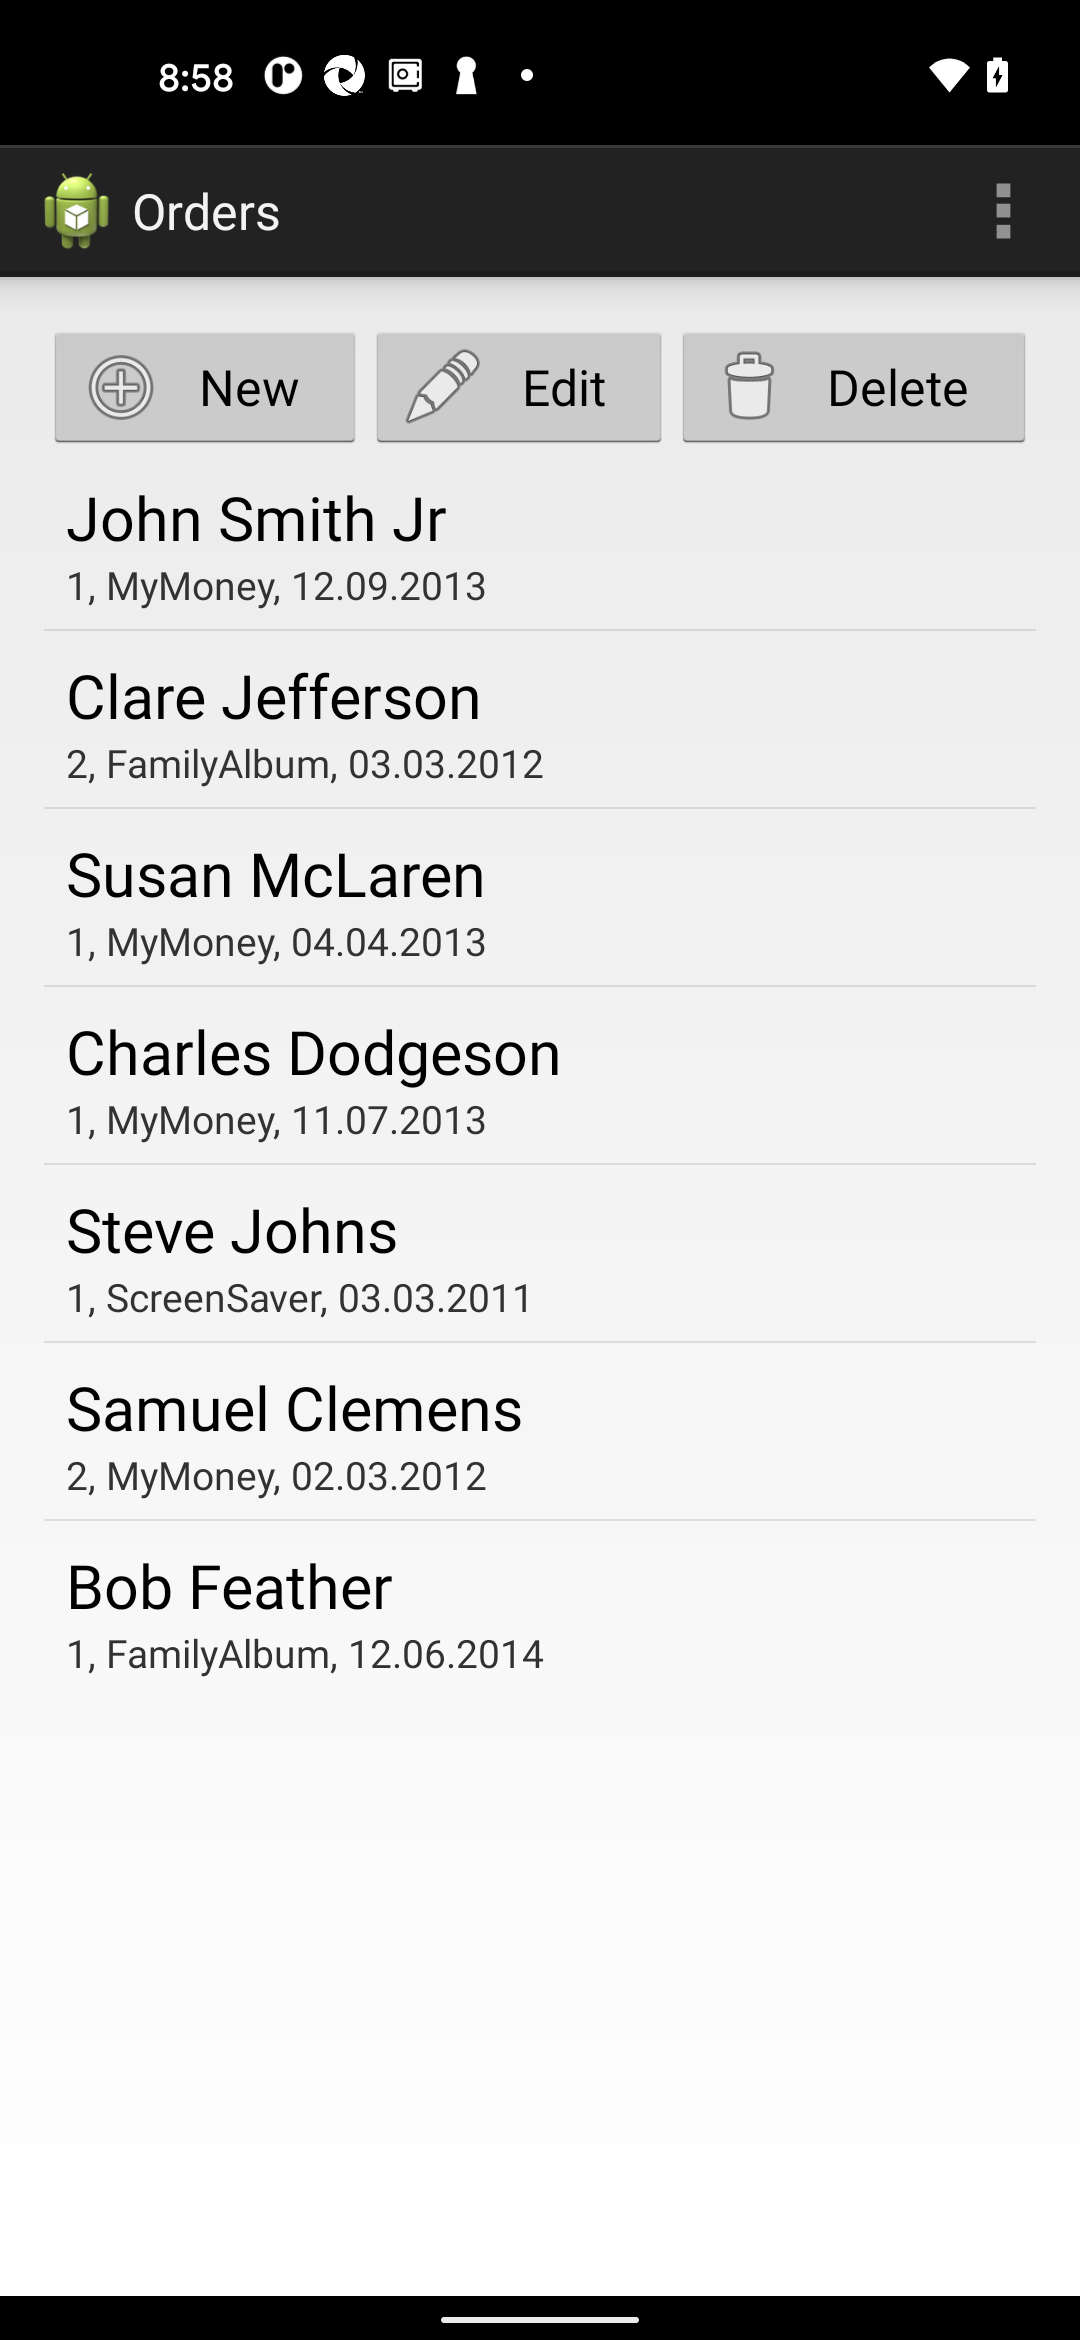 8:58
Orders
New Edit Delete
John Smith Jr
1, MyMoney, 12.09.2013
Clare Jefferson
2, FamilyAlbum, 03.03.2012
Susan McLaren
1, MyMoney, 04.04.2013
Charles Dodgeson
1, MyMoney, 11.07.2013
Steve Johns
1, ScreenSaver, 03.03.2011
Samuel Clemens
2, MyMoney, 02.03.2012
Bob Feather
1, FamilyAlbum, 12.06.2014